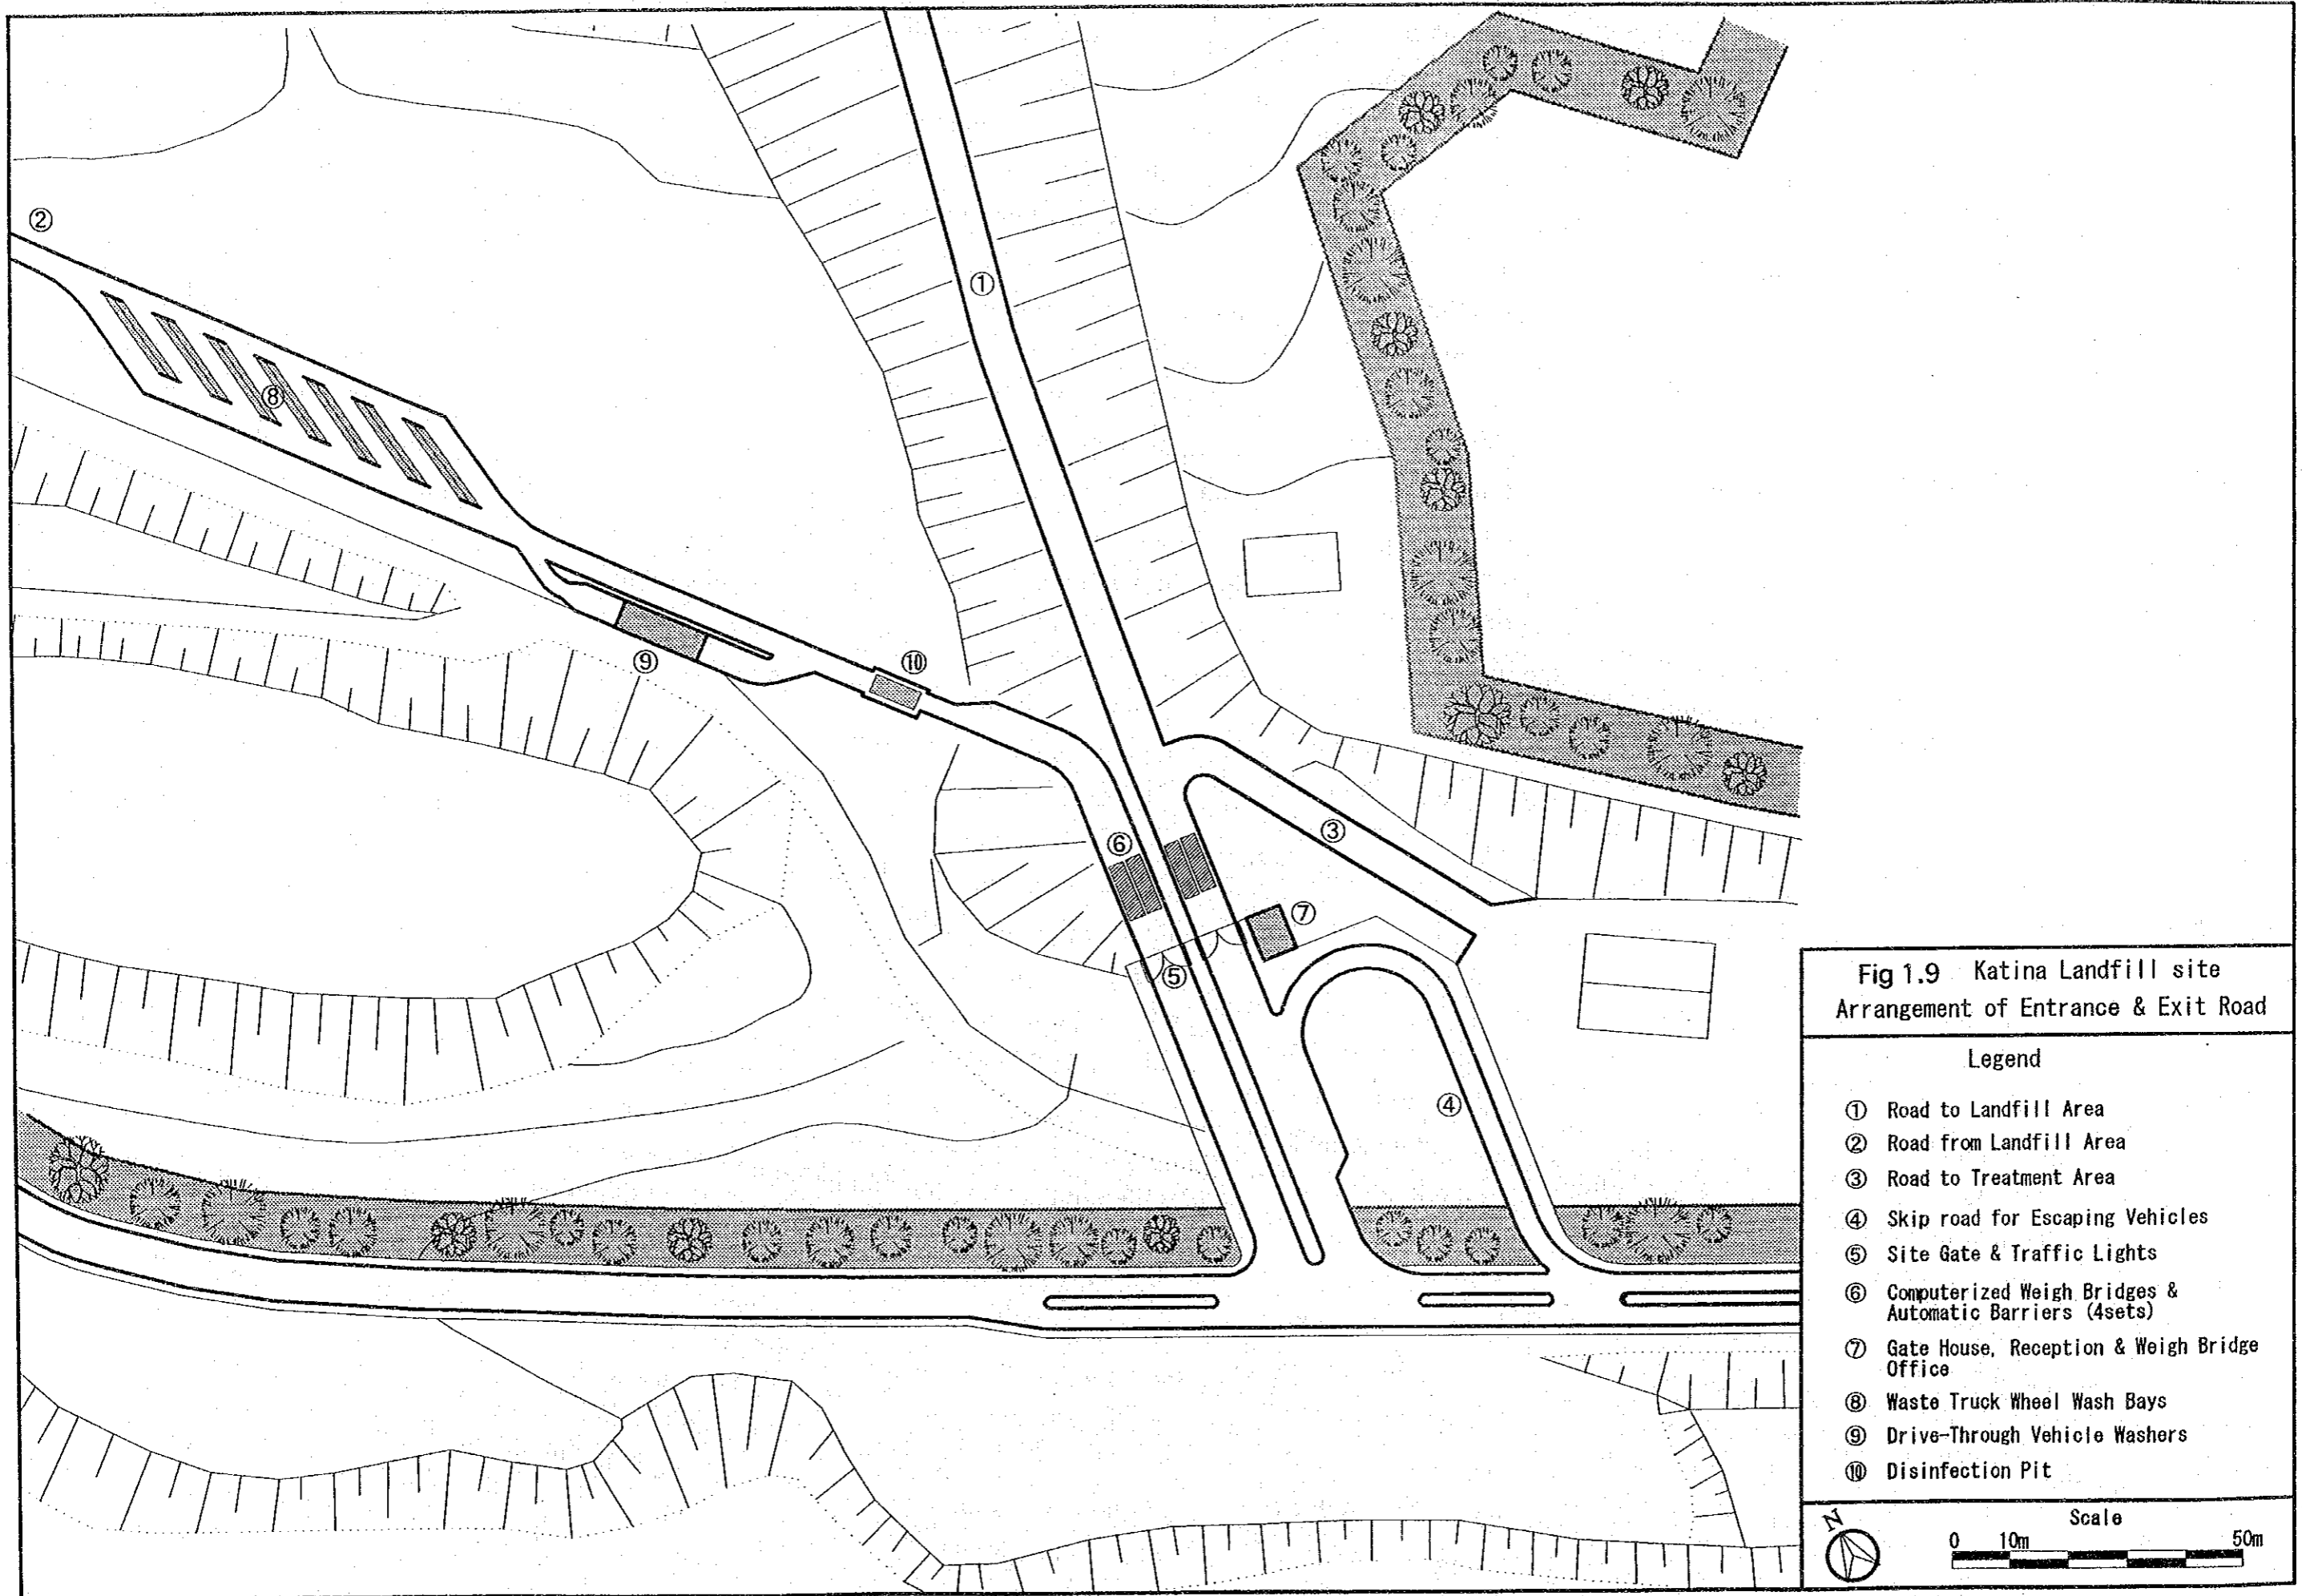 ②
①
⑧
⑨
⑩
⑥
③
⑦
⑤
④
Fig 1.9 Katina Landfill site
Arrangement of Entrance & Exit Road
Legend
① Road to Landfill Area
② Road from Landfill Area
③ Road to Treatment Area
④ Skip road for Escaping Vehicles
⑤ Site Gate & Traffic Lights
⑥ Computerized Weigh Bridges &
Automatic Barriers (4sets)
⑦ Gate House, Reception & Weigh Bridge
Office
⑧ Waste Truck Wheel Wash Bays
⑨ Drive-Through Vehicle Washers
⑩ Disinfection Pit
N
Scale
0 10m 50m